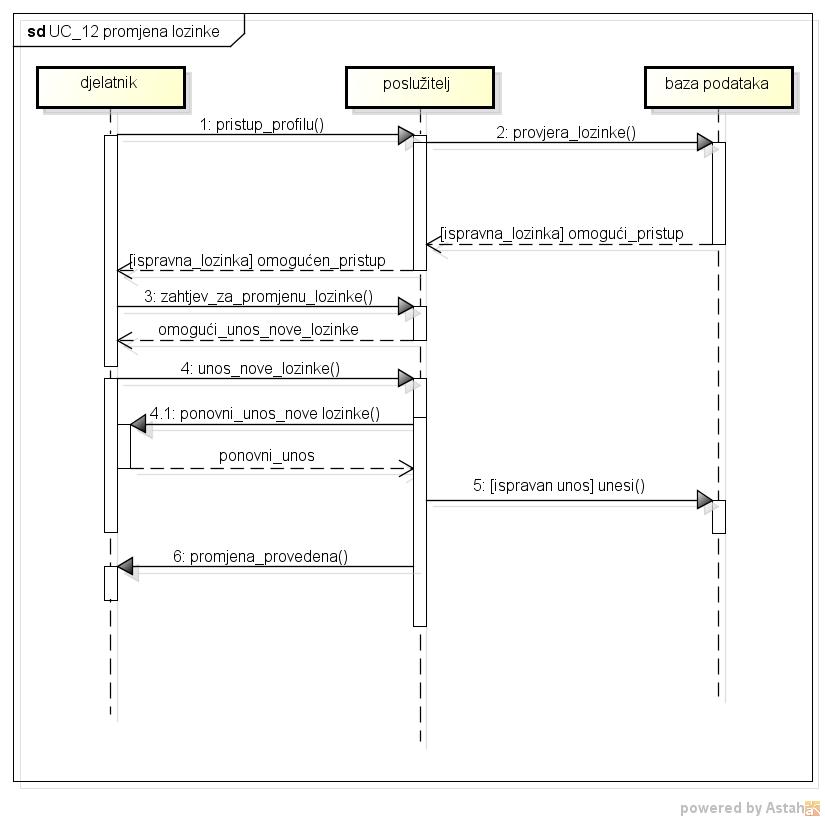 sd UC_12 promjena lozinke
djelatnik
poslužitelj
baza podataka
1: pristup_profilu()
2: provjera_lozinke()
[ispravna_lozinka] omogući_pristup
[ispravna_lozinka] omogućen_pristup
3: zahtjev_za_promjenu_lozinke()
omogući_unos_nove_lozinke
4: unos_nove_lozinke()
4.1: ponovni_unos_nove lozinke()
ponovni_unos
5: [ispravan unos] unesi()
6: promjena_provedena()
powered by Astah